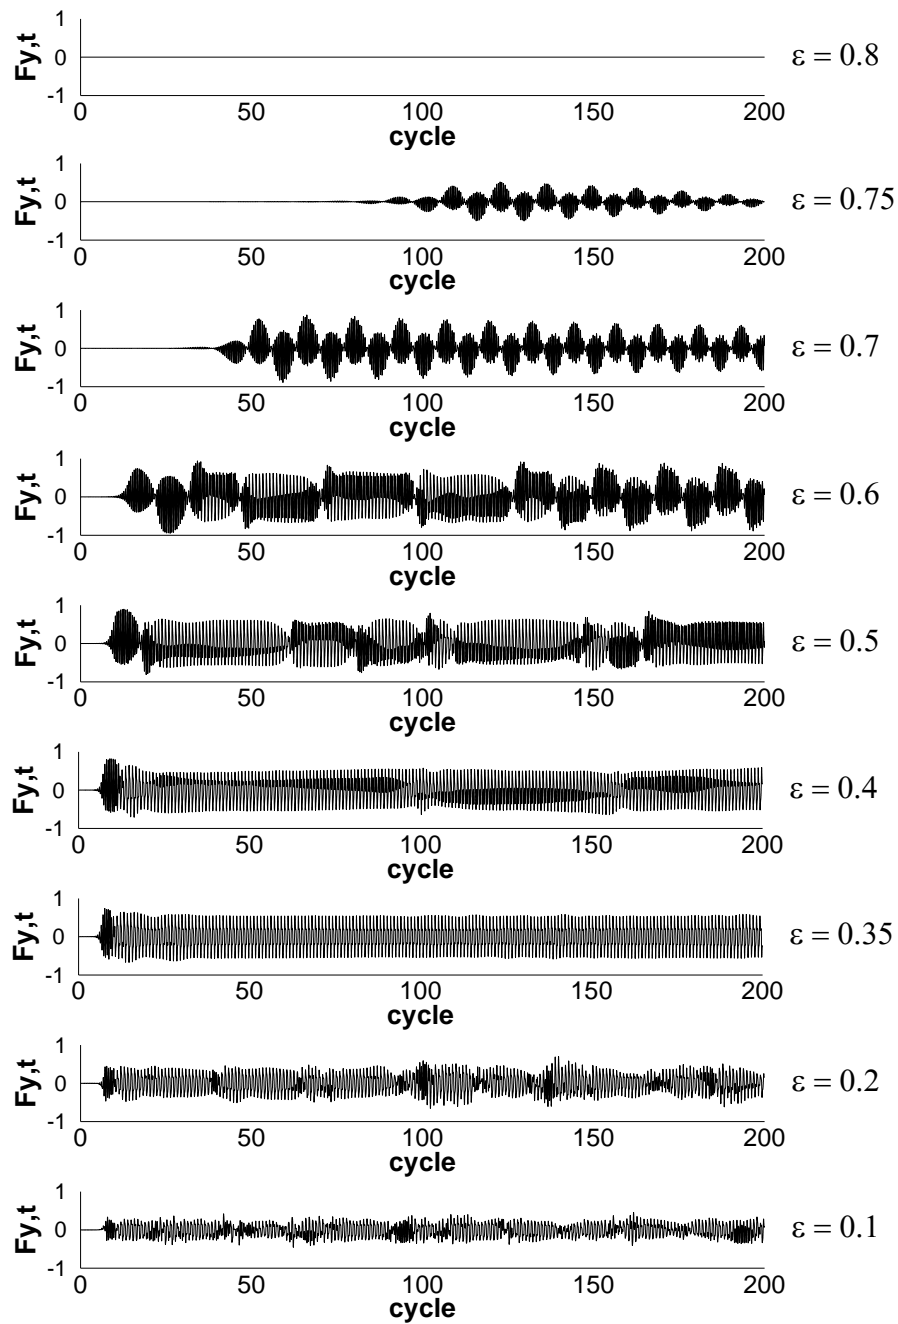 1
Fy,t 0 ε = 0.8
-1
0 50 100 150 200
cycle
1
Fy,t 0 ε = 0.75
-1
0 50 100 150 200
cycle
1
Fy,t 0 ε = 0.7
-1
0 50 100 150 200
cycle
1
Fy,t 0 ε = 0.6
-1
0 50 100 150 200
cycle
1
Fy,t 0 ε = 0.5
-1
0 50 100 150 200
cycle
1
Fy,t 0 ε = 0.4
-1
0 50 100 150 200
cycle
1
Fy,t 0 ε = 0.35
-1
0 50 100 150 200
cycle
1
Fy,t 0 ε = 0.2
-1
0 50 100 150 200
cycle
1
Fy,t 0 ε = 0.1
-1
0 50 100 150 200
cycle